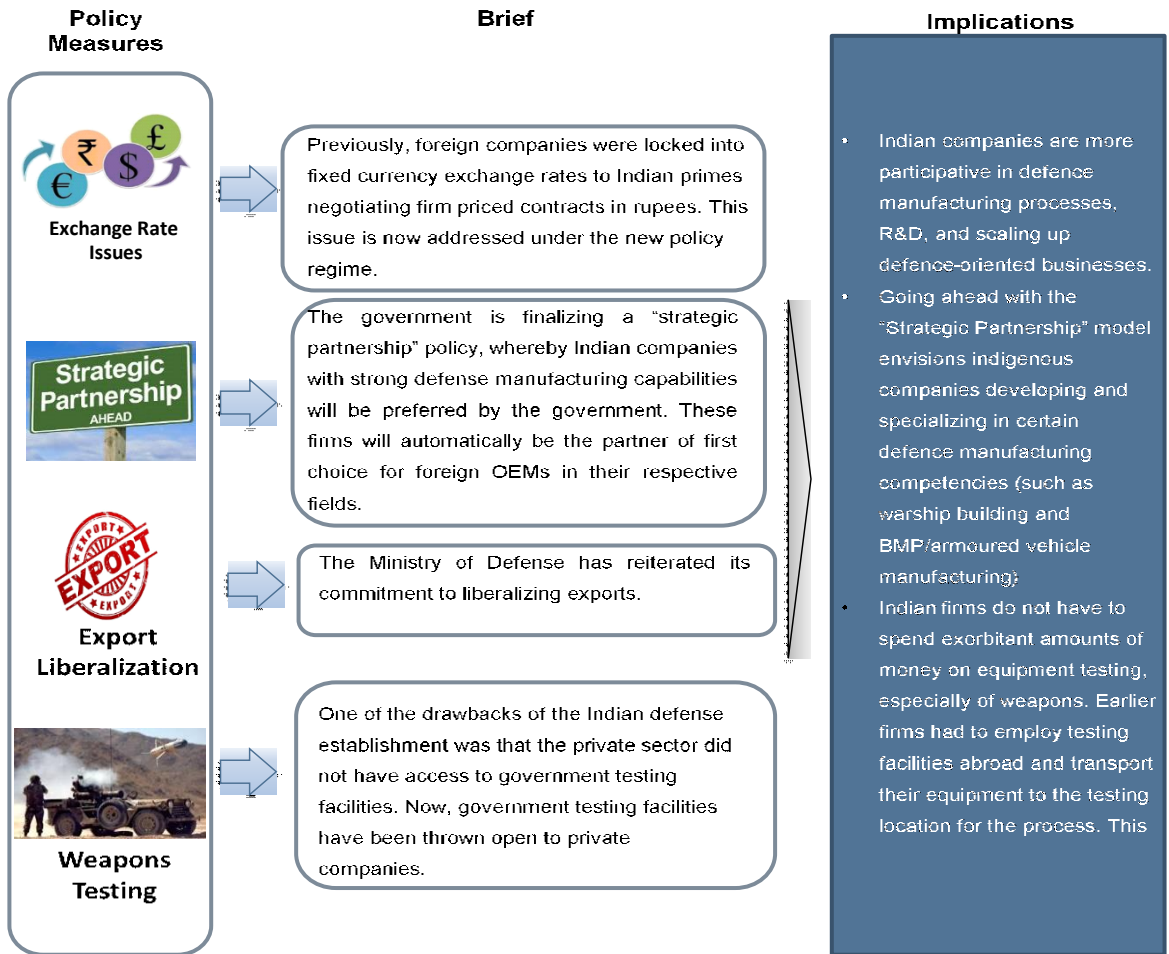 Policy
Measures
Brief
Implications
€
₹
$
£
Exchange Rate
Issues
Previously, foreign companies were locked into
fixed currency exchange rates to Indian primes
negotiating firm priced contracts in rupees. This
issue is now addressed under the new policy
regime.
Strategic
Partnership
AHEAD
The government is finalizing a “strategic
partnership” policy, whereby Indian companies
with strong defense manufacturing capabilities
will be preferred by the government. These
firms will automatically be the partner of first
choice for foreign OEMs in their respective
fields.
EXPORT
EXPORT
EXPORT
Export
Liberalization
The Ministry of Defense has reiterated its
commitment to liberalizing exports.
Weapons
Testing
One of the drawbacks of the Indian defense
establishment was that the private sector did
not have access to government testing
facilities. Now, government testing facilities
have been thrown open to private
companies.
• Indian companies are more
participative in defence
manufacturing processes,
R&D, and scaling up
defence-oriented businesses.
• Going ahead with the
“Strategic Partnership” model
envisions indigenous
companies developing and
specializing in certain
defence manufacturing
competencies (such as
warship building and
BMP/armoured vehicle
manufacturing)
• Indian firms do not have to
spend exorbitant amounts of
money on equipment testing,
especially of weapons. Earlier
firms had to employ testing
facilities abroad and transport
their equipment to the testing
location for the process. This